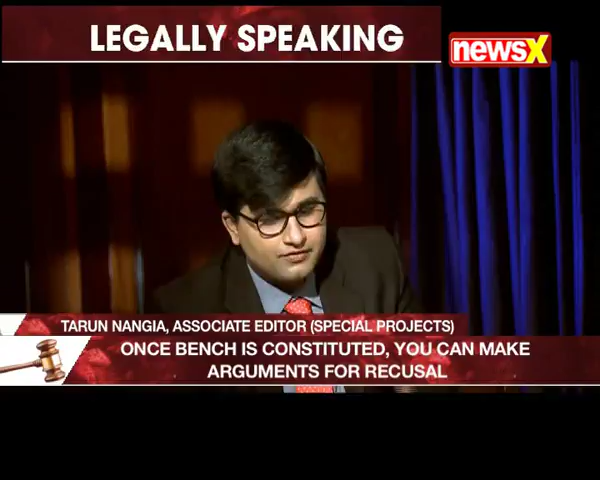 LEGALLY SPEAKING
newsX
TARUN NANGIA, ASSOCIATE EDITOR (SPECIAL PROJECTS)
ONCE BENCH IS CONSTITUTED, YOU CAN MAKE
ARGUMENTS FOR RECUSAL